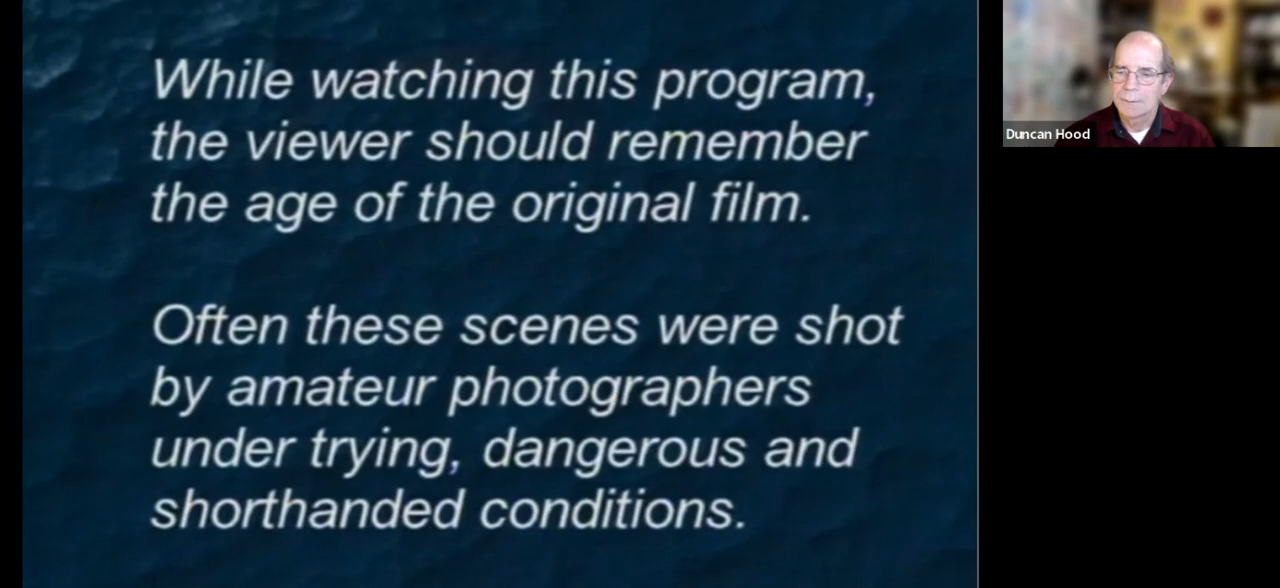 While watching this program,
the viewer should remember
the age of the original film.
Often these scenes were shot
by amateur photographers
under trying, dangerous and
shorthanded conditions.
Duncan Hood